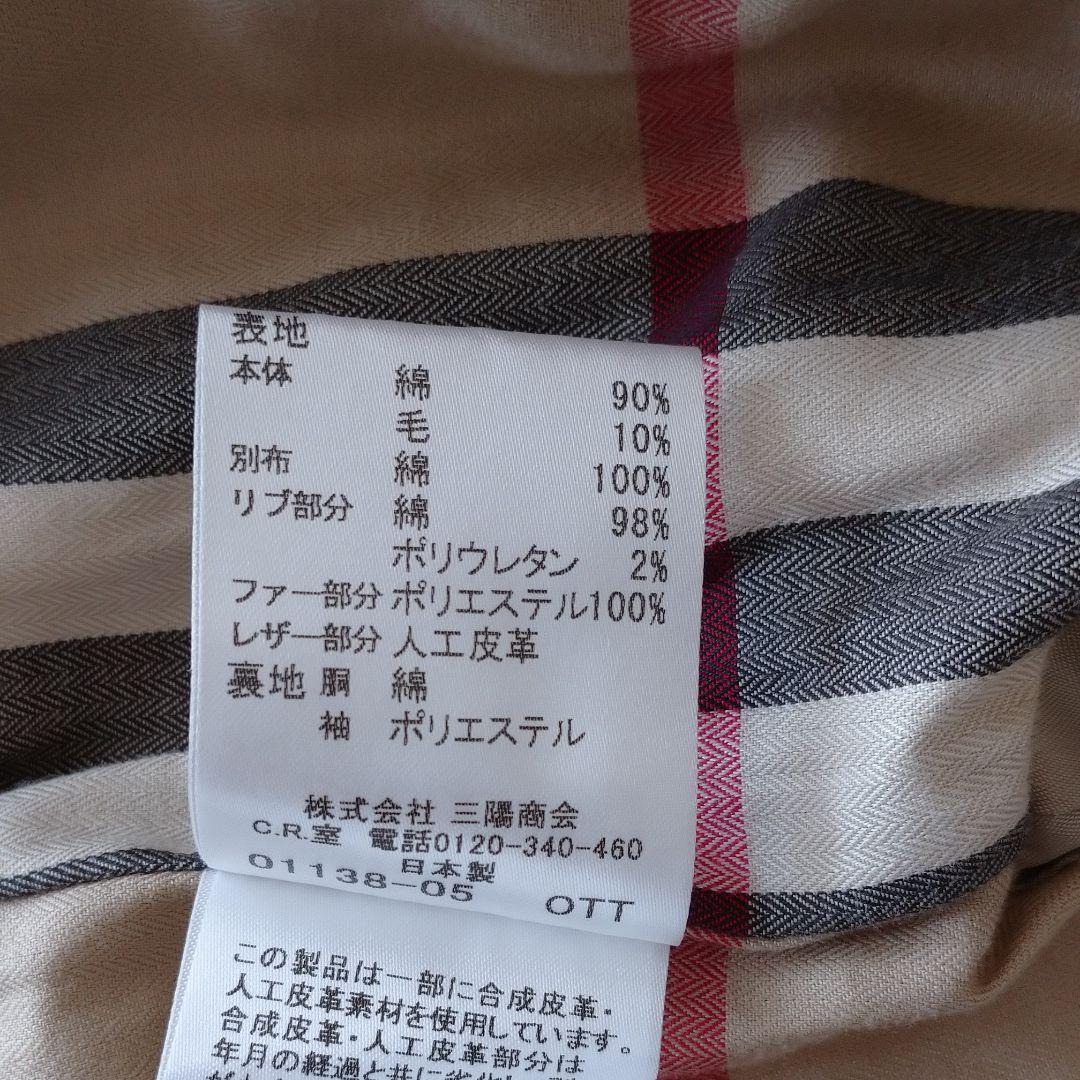 表地
本体 綿 90%
毛 10%
別布 綿 100%
リブ部分 綿 98%
ポリウレタン 2%
ファー部分 ポリエステル100%
レザー部分 人工皮革
裏地 胴 綿
袖 ポリエステル
株式会社 三陽商会
C.R.室 電話0120-340-460
日本製
01138-05 OTT
この製品は一部に合成皮革・
人工皮革素材を使用しています。
合成皮革・人工皮革部分は
年月の経過と共に劣化し